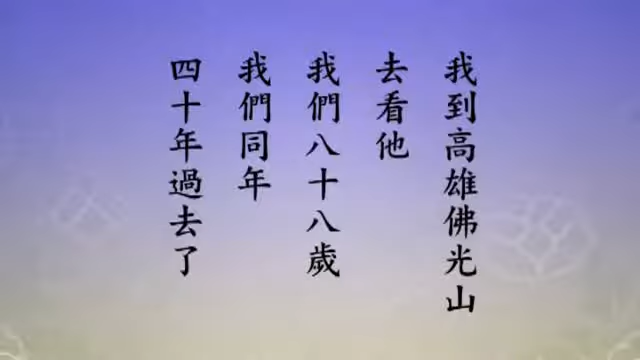 我到高雄佛光山
去看他
我們八十八歲
我們同年
四十年過去了